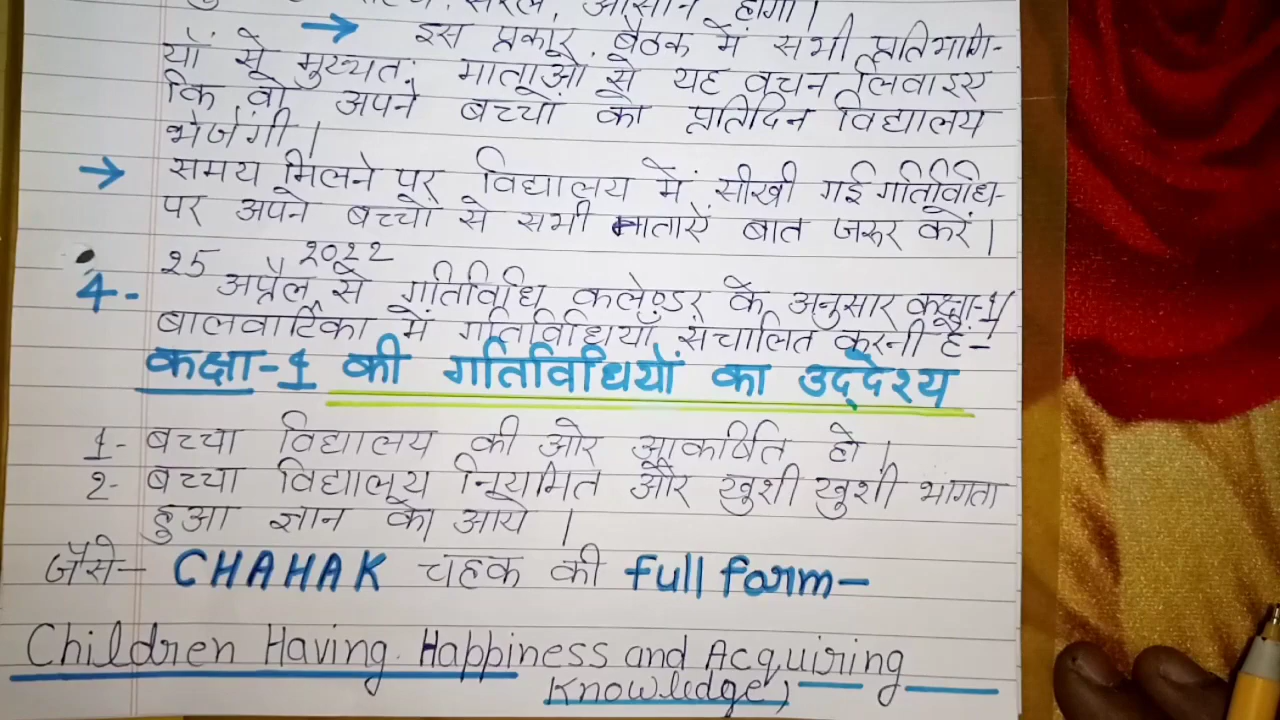 सरल, आसान होगा।
→ इस प्रकार, बैठक में सभी प्रतिभागि-
यों से मुख्यतः माताओं से यह वचन लिवाइए
कि वो अपने बच्चों को प्रतिदिन विद्यालय
भेजेंगी।
→ समय मिलने पर विद्यालय में सीखी गई गतिविधि-
पर अपने बच्चों से सभी माताऐं बात जरूर करें।
25 2022
4- अप्रैल से गतिविधि कलेण्डर के अनुसार कक्षा-1/
बालवाटिका में गतिविधियां संचालित करनी है-
कक्षा-1 की गतिविधियों का उद्देश्य
1- बच्चा विद्यालय की ओर आकर्षित हो।
2- बच्चा विद्यालय नियमित और खुशी खुशी भागता
हुआ ज्ञान को आये।
जैसे- CHAHAK चहक की Full form-
Children Having Happiness and Acquiring
Knowledge,